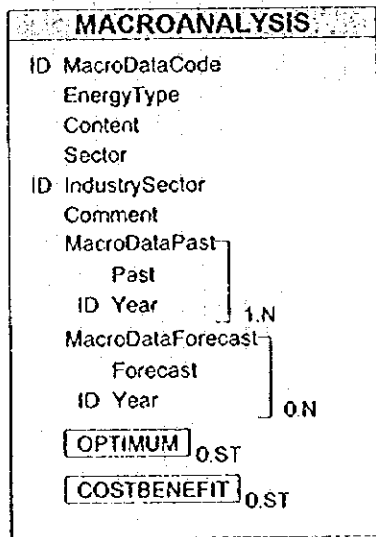 MACROANALYSIS
ID MacroDataCode
EnergyType
Content
Sector
ID IndustrySector
Comment
MacroDataPast
Past
ID Year
1.N
MacroDataForecast
Forecast
ID Year
0.N
OPTIMUM 0.ST
COSTBENEFIT 0.ST